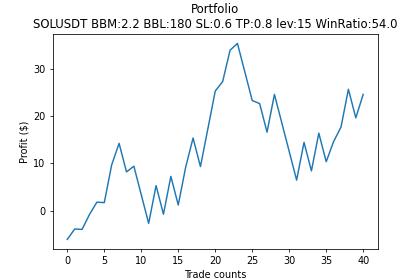 Portfolio
SOLUSDT BBM:2.2 BBL:180 SL:0.6 TP:0.8 lev:15 WinRatio:54.0
30
20
10
0
Profit ($)
0 5 10 15 20 25 30 35 40
Trade counts